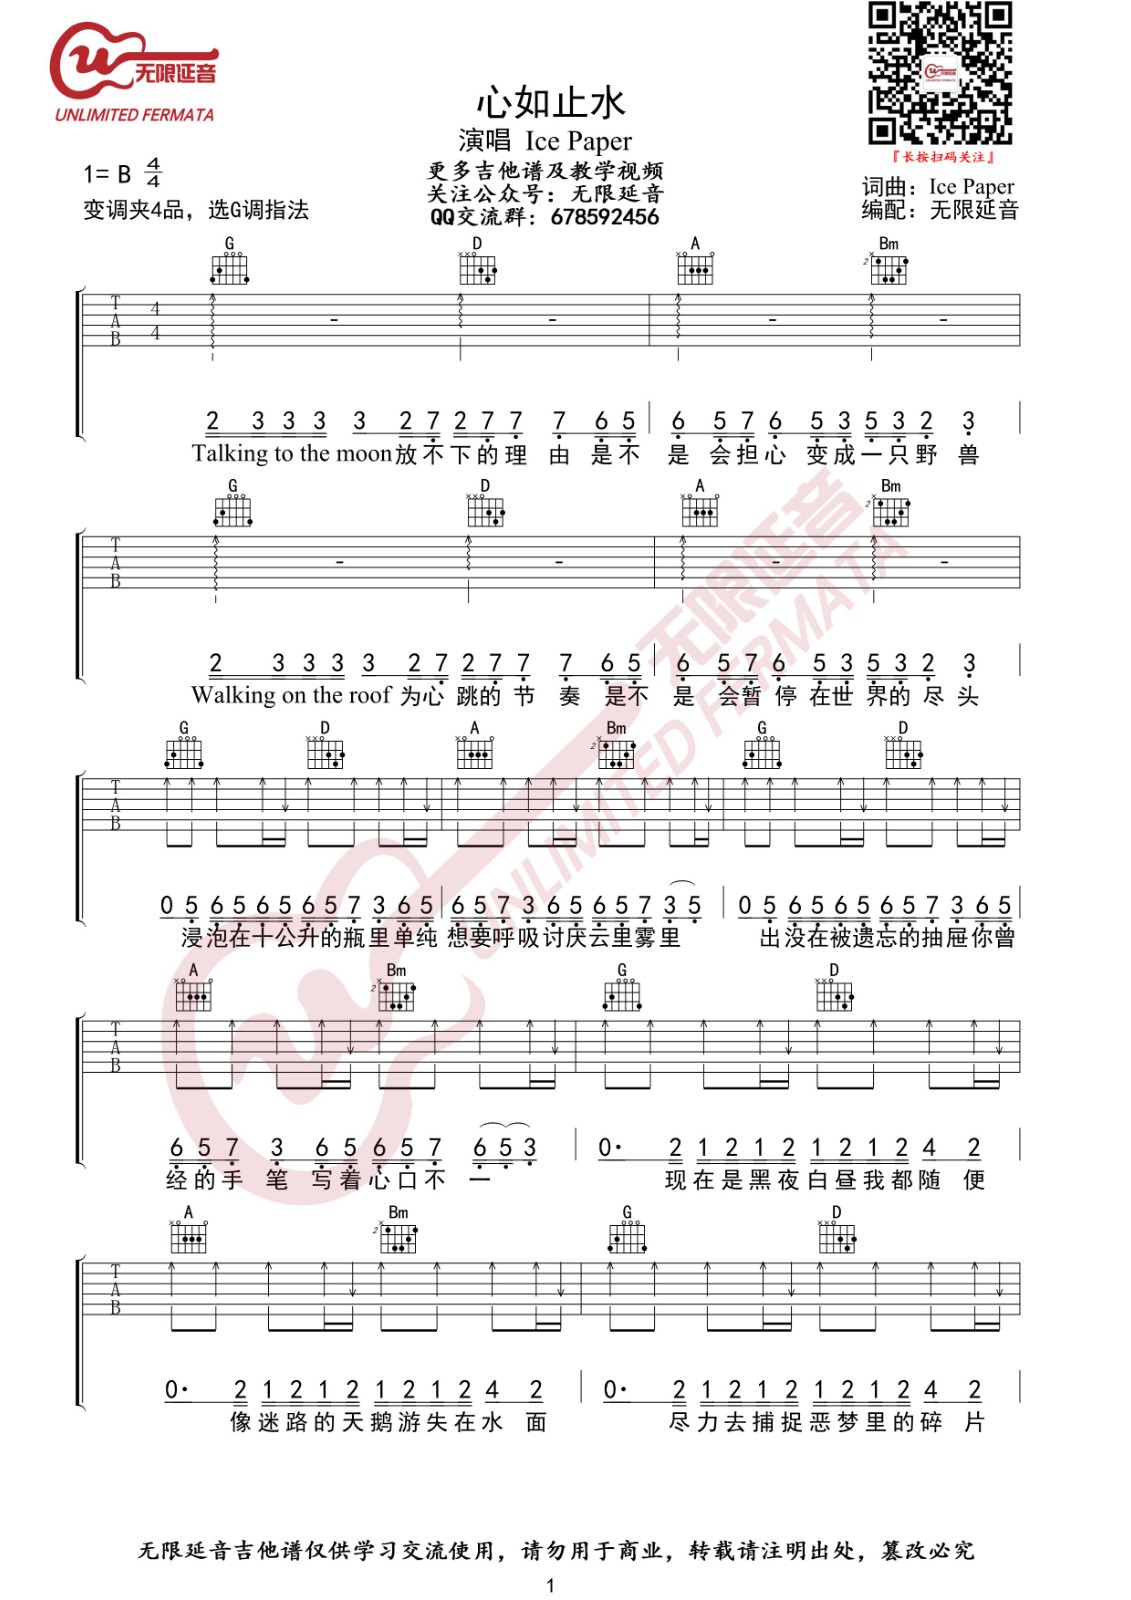 无限延音
UNLIMITED FERMATA
心如止水
演唱 Ice Paper
更多吉他谱及教学视频
关注公众号：无限延音
QQ交流群：678592456
『长按扫码关注』
1= B 4/4
变调夹4品，选G调指法
词曲：Ice Paper
编配：无限延音
G D A Bm
T A B 4 4
2 3 3 3 3 2 7 2 7 7 7 6 5 6 5 7 6 5 3 5 3 2 3
Talking to the moon放不下的理 由 是不 是 会担心 变成一只野 兽
G D A Bm
T A B
2 3 3 3 3 2 7 2 7 7 7 6 5 6 5 7 6 5 3 5 3 2 3
Walking on the roof 为心 跳的 节 奏 是不 是 会暂 停 在世 界的 尽 头
G D A Bm G D
T A B
0 5 6 5 6 5 6 5 7 3 6 5 6 5 7 3 6 5 6 5 7 3 5 0 5 6 5 6 5 6 5 7 3 6 5
浸泡在十公升的瓶里单纯 想要呼吸讨厌云里雾里 出没在被遗忘的抽屉你曾
A Bm G D
T A B
6 5 7 3 6 5 6 5 7 6 5 3 0· 2 1 2 1 2 1 2 1 2 4 2
经的手 笔 写着心口不 一 现在是黑夜白昼我都随 便
A Bm G D
T A B
0· 2 1 2 1 2 1 2 1 2 4 2 0· 2 1 2 1 2 1 2 1 2 4 2
像迷路的天鹅游失在水 面 尽力去捕捉恶梦里的碎 片
无限延音吉他谱仅供学习交流使用，请勿用于商业，转载请注明出处，篡改必究
1